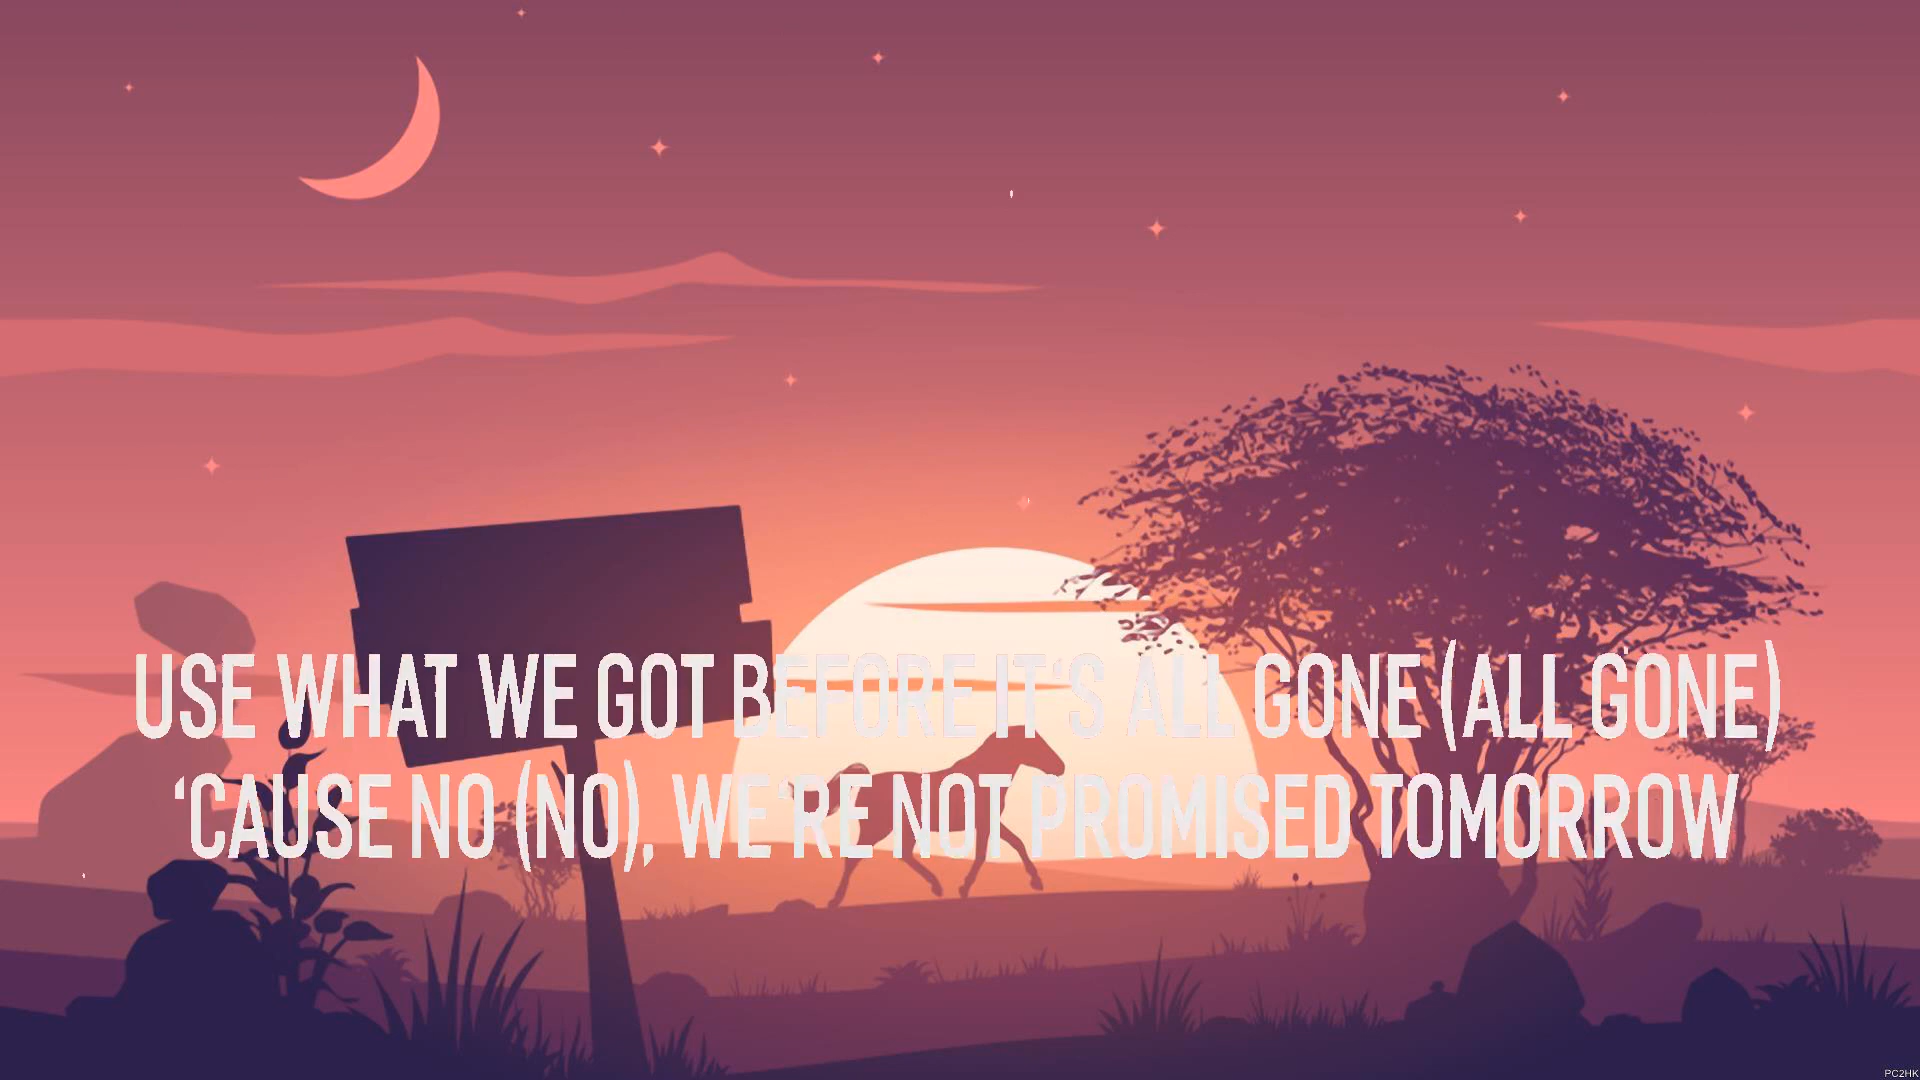 USE WHAT WE GOT BEFORE IT'S ALL GONE (ALL GONE)
‘CAUSE NO (NO), WE'RE NOT PROMISED TOMORROW
PC2HK